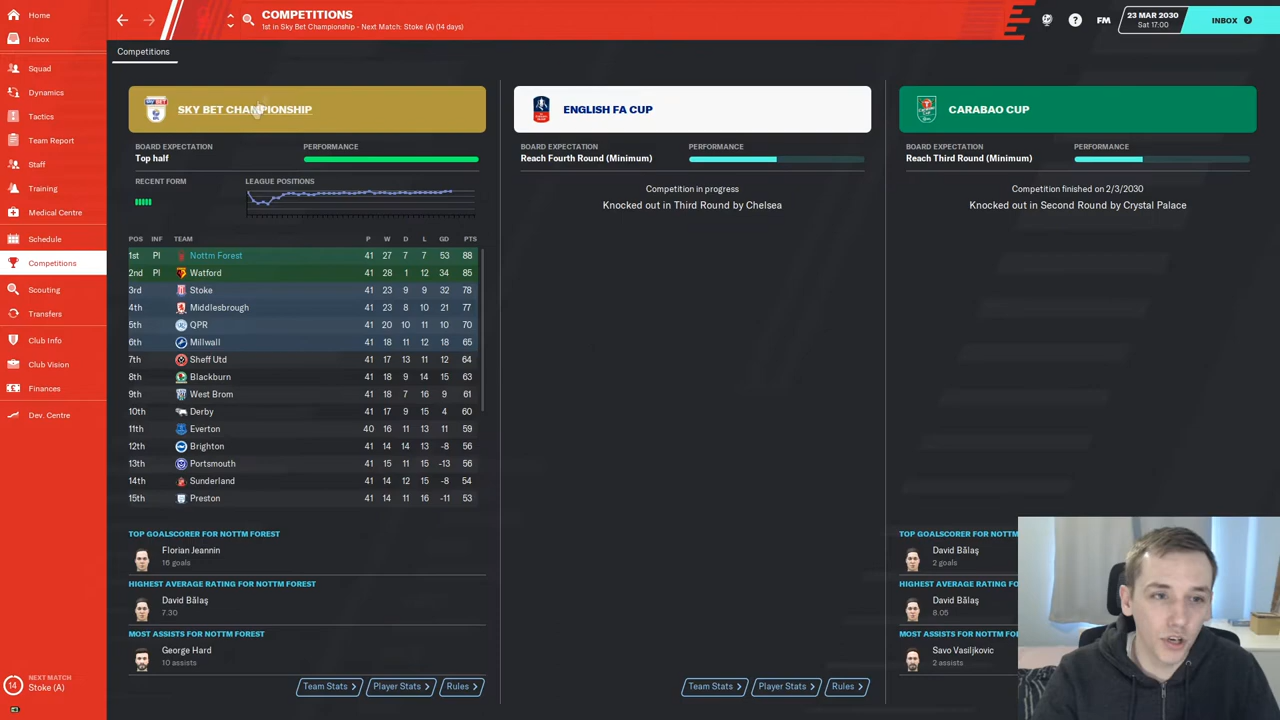 Home
Inbox
Squad
Dynamics
Tactics
Team Report
Staff
Training
Medical Centre
Schedule
Competitions
Scouting
Transfers
Club Info
Club Vision
Finances
Dev. Centre
14
NEXT MATCH
Stoke (A)
COMPETITIONS
1st in Sky Bet Championship - Next Match: Stoke (A) (14 days)
FM
23 MAR 2030
Sat 17:00
INBOX
Competitions
SKY BET CHAMPIONSHIP
BOARD EXPECTATION PERFORMANCE
Top half
RECENT FORM LEAGUE POSITIONS
POS INF TEAM P W D L GD PTS
1st Pl Nottm Forest 41 27 7 7 53 88
2nd Pl Watford 41 28 1 12 34 85
3rd Stoke 41 23 9 9 32 78
4th Middlesbrough 41 23 8 10 21 77
5th QPR 41 20 10 11 10 70
6th Millwall 41 18 11 12 18 65
7th Sheff Utd 41 17 13 11 12 64
8th Blackburn 41 18 9 14 15 63
9th West Brom 41 18 7 16 9 61
10th Derby 41 17 9 15 4 60
11th Everton 40 16 11 13 11 59
12th Brighton 41 14 14 13 -8 56
13th Portsmouth 41 15 11 15 -13 56
14th Sunderland 41 14 12 15 -8 54
15th Preston 41 14 11 16 -11 53
TOP GOALSCORER FOR NOTTM FOREST
Florian Jeannin
16 goals
HIGHEST AVERAGE RATING FOR NOTTM FOREST
David Bălaş
7.30
MOST ASSISTS FOR NOTTM FOREST
George Hard
10 assists
Team Stats Player Stats Rules
ENGLISH FA CUP
BOARD EXPECTATION PERFORMANCE
Reach Fourth Round (Minimum)
Competition in progress
Knocked out in Third Round by Chelsea
Team Stats Player Stats Rules
CARABAO CUP
BOARD EXPECTATION PERFORMANCE
Reach Third Round (Minimum)
Competition finished on 2/3/2030
Knocked out in Second Round by Crystal Palace
TOP GOALSCORER FOR NOTTM
David Bălaş
2 goals
HIGHEST AVERAGE RATING FO
David Bălaş
8.05
MOST ASSISTS FOR NOTTM FO
Savo Vasiljkovic
2 assists